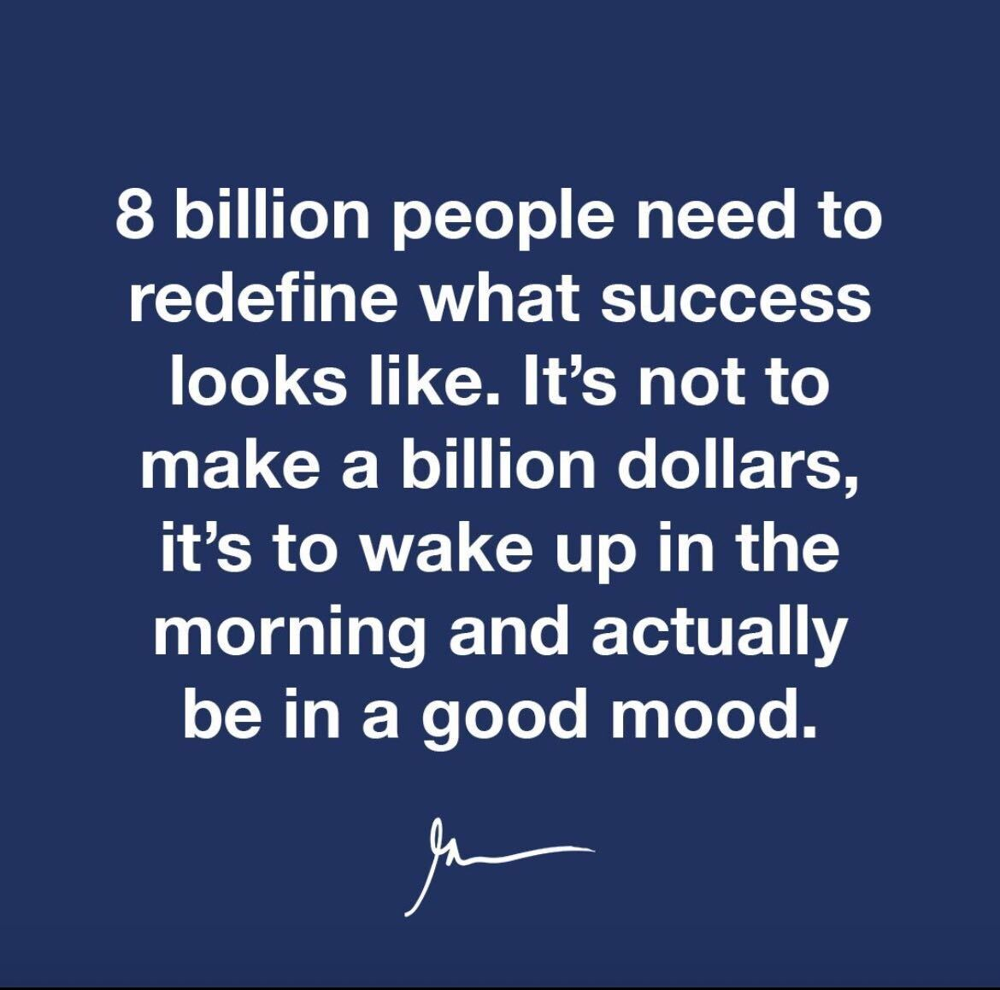 8 billion people need to
redefine what success
looks like. It’s not to
make a billion dollars,
it’s to wake up in the
morning and actually
be in a good mood.